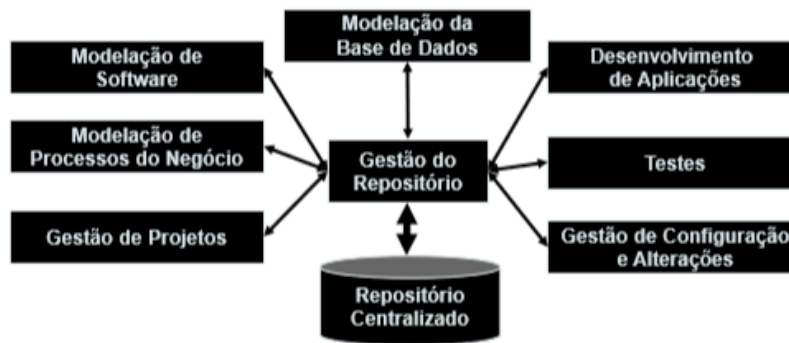 Modelação da
Base de Dados
Modelação de
Software
Desenvolvimento
de Aplicações
Modelação de
Processos do Negócio
Gestão do
Repositório
Testes
Gestão de Projetos
Gestão de Configuração
e Alterações
Repositório
Centralizado